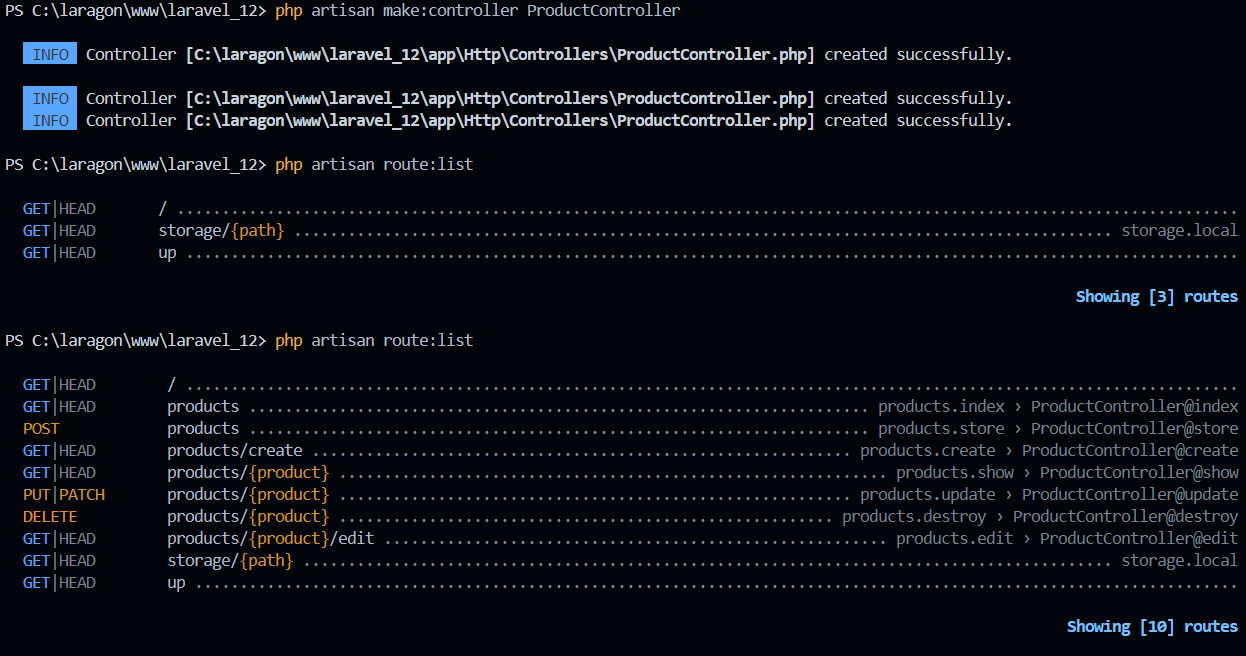 PS C:\laragon\www\laravel_12> php artisan make:controller ProductController
INFO Controller [C:\laragon\www\laravel_12\app\Http\Controllers\ProductController.php] created successfully.
INFO Controller [C:\laragon\www\laravel_12\app\Http\Controllers\ProductController.php] created successfully.
INFO Controller [C:\laragon\www\laravel_12\app\Http\Controllers\ProductController.php] created successfully.
PS C:\laragon\www\laravel_12> php artisan route:list
GET|HEAD / ......................................................................................................................
GET|HEAD storage/{path} ........................................................................................... storage.local
GET|HEAD up .....................................................................................................................
Showing [3] routes
PS C:\laragon\www\laravel_12> php artisan route:list
GET|HEAD / .....................................................................................................................
GET|HEAD products ..................................................................... products.index › ProductController@index
POST products ..................................................................... products.store › ProductController@store
GET|HEAD products/create ............................................................ products.create › ProductController@create
GET|HEAD products/{product} ............................................................. products.show › ProductController@show
PUT|PATCH products/{product} ......................................................... products.update › ProductController@update
DELETE products/{product} ....................................................... products.destroy › ProductController@destroy
GET|HEAD products/{product}/edit ........................................................ products.edit › ProductController@edit
GET|HEAD storage/{path} .......................................................................................... storage.local
GET|HEAD up ....................................................................................................................
Showing [10] routes